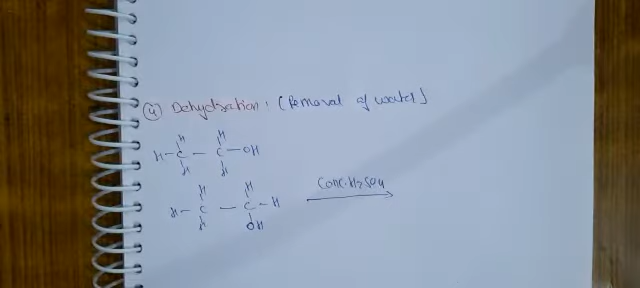 ④ Dehydration: (Removal of water)
H H
H-C-C-OH
H H
H H
H-C-C-H
H OH
Conc. H₂SO₄